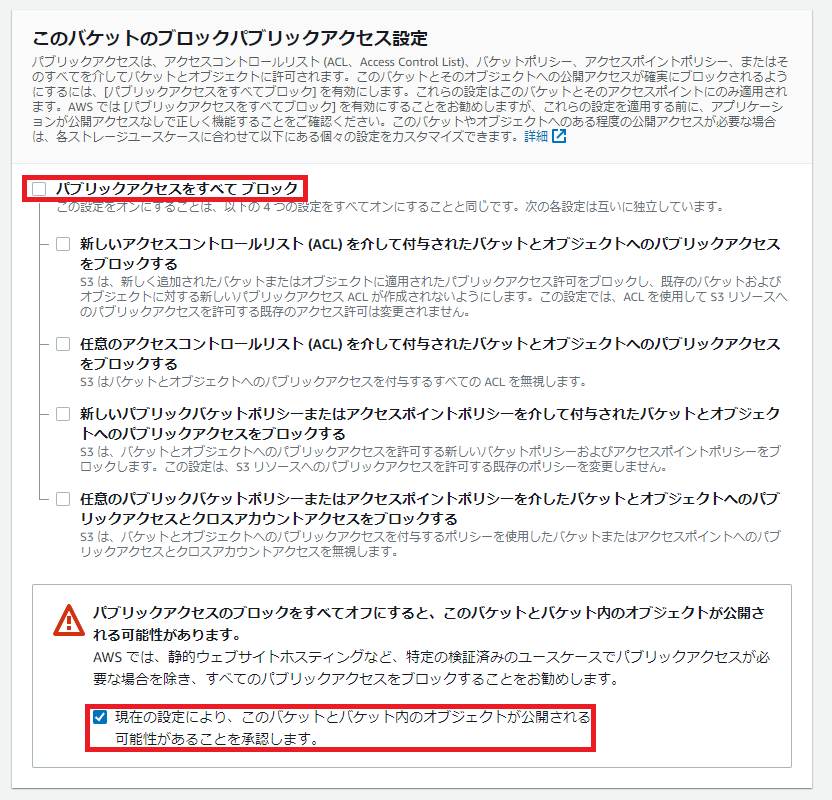 このバケットのブロックパブリックアクセス設定
パブリックアクセスは、アクセスコントロールリスト (ACL、Access Control List)、バケットポリシー、アクセスポイントポリシー、またはそ
のすべてを介してバケットとオブジェクトに許可されます。このバケットとそのオブジェクトへの公開アクセスが確実にブロックされるよう
にするには、[パブリックアクセスをすべてブロック] を有効にします。これらの設定はこのバケットとそのアクセスポイントにのみ適用され
ます。AWS では [パブリックアクセスをすべてブロック] を有効にすることをお勧めしますが、これらの設定を適用する前に、アプリケーシ
ョンが公開アクセスなしで正しく機能することをご確認ください。このバケットやオブジェクトへのある程度の公開アクセスが必要な場合
は、各ストレージユースケースに合わせて以下にある個々の設定をカスタマイズできます。詳細
パブリックアクセスをすべて ブロック
この設定をオンにすることは、以下の 4 つの設定をすべてオンにすることと同じです。次の各設定は互いに独立しています。
新しいアクセスコントロールリスト (ACL) を介して付与されたバケットとオブジェクトへのパブリックアクセス
をブロックする
S3 は、新しく追加されたバケットまたはオブジェクトに適用されたパブリックアクセス許可をブロックし、既存のバケットおよび
オブジェクトに対する新しいパブリックアクセス ACL が作成されないようにします。この設定では、ACL を使用して S3 リソースへ
のパブリックアクセスを許可する既存のアクセス許可は変更されません。
任意のアクセスコントロールリスト (ACL) を介して付与されたバケットとオブジェクトへのパブリックアクセス
をブロックする
S3 はバケットとオブジェクトへのパブリックアクセスを付与するすべての ACL を無視します。
新しいパブリックバケットポリシーまたはアクセスポイントポリシーを介して付与されたバケットとオブジェク
トへのパブリックアクセスをブロックする
S3 は、バケットとオブジェクトへのパブリックアクセスを許可する新しいバケットポリシーおよびアクセスポイントポリシーをブ
ロックします。この設定は、S3 リソースへのパブリックアクセスを許可する既存のポリシーを変更しません。
任意のパブリックバケットポリシーまたはアクセスポイントポリシーを介したバケットとオブジェクトへのパブ
リックアクセスとクロスアカウントアクセスをブロックする
S3 は、バケットとオブジェクトへのパブリックアクセスを付与するポリシーを使用したバケットまたはアクセスポイントへのパブ
リックアクセスとクロスアカウントアクセスを無視します。
パブリックアクセスのブロックをすべてオフにすると、このバケットとバケット内のオブジェクトが公開さ
れる可能性があります。
AWS では、静的ウェブサイトホスティングなど、特定の検証済みのユースケースでパブリックアクセスが必
要な場合を除き、すべてのパブリックアクセスをブロックすることをお勧めします。
現在の設定により、このバケットとバケット内のオブジェクトが公開される
可能性があることを承認します。